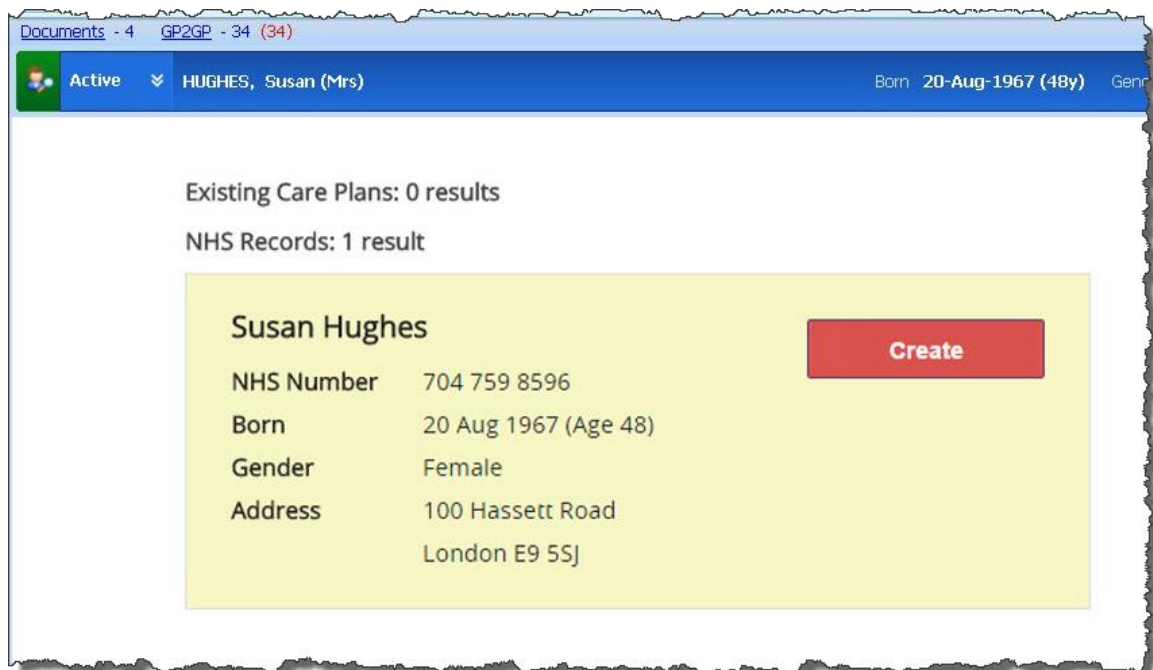 Documents - 4 GP2GP - 34 (34)
Active HUGHES, Susan (Mrs) Born 20-Aug-1967 (48y)
Existing Care Plans: 0 results
NHS Records: 1 result
Susan Hughes
Create
NHS Number 704 759 8596
Born 20 Aug 1967 (Age 48)
Gender Female
Address 100 Hassett Road
London E9 5SJ